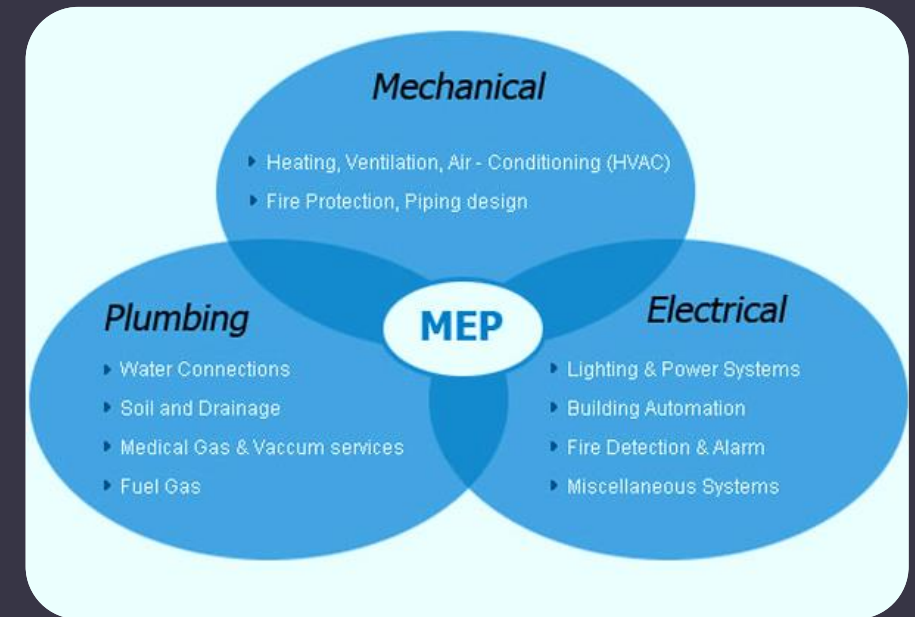 Mechanical
Heating, Ventilation, Air - Conditioning (HVAC)
Fire Protection, Piping design
Plumbing
Water Connections
Soil and Drainage
Medical Gas & Vaccum services
Fuel Gas
MEP
Electrical
Lighting & Power Systems
Building Automation
Fire Detection & Alarm
Miscellaneous Systems